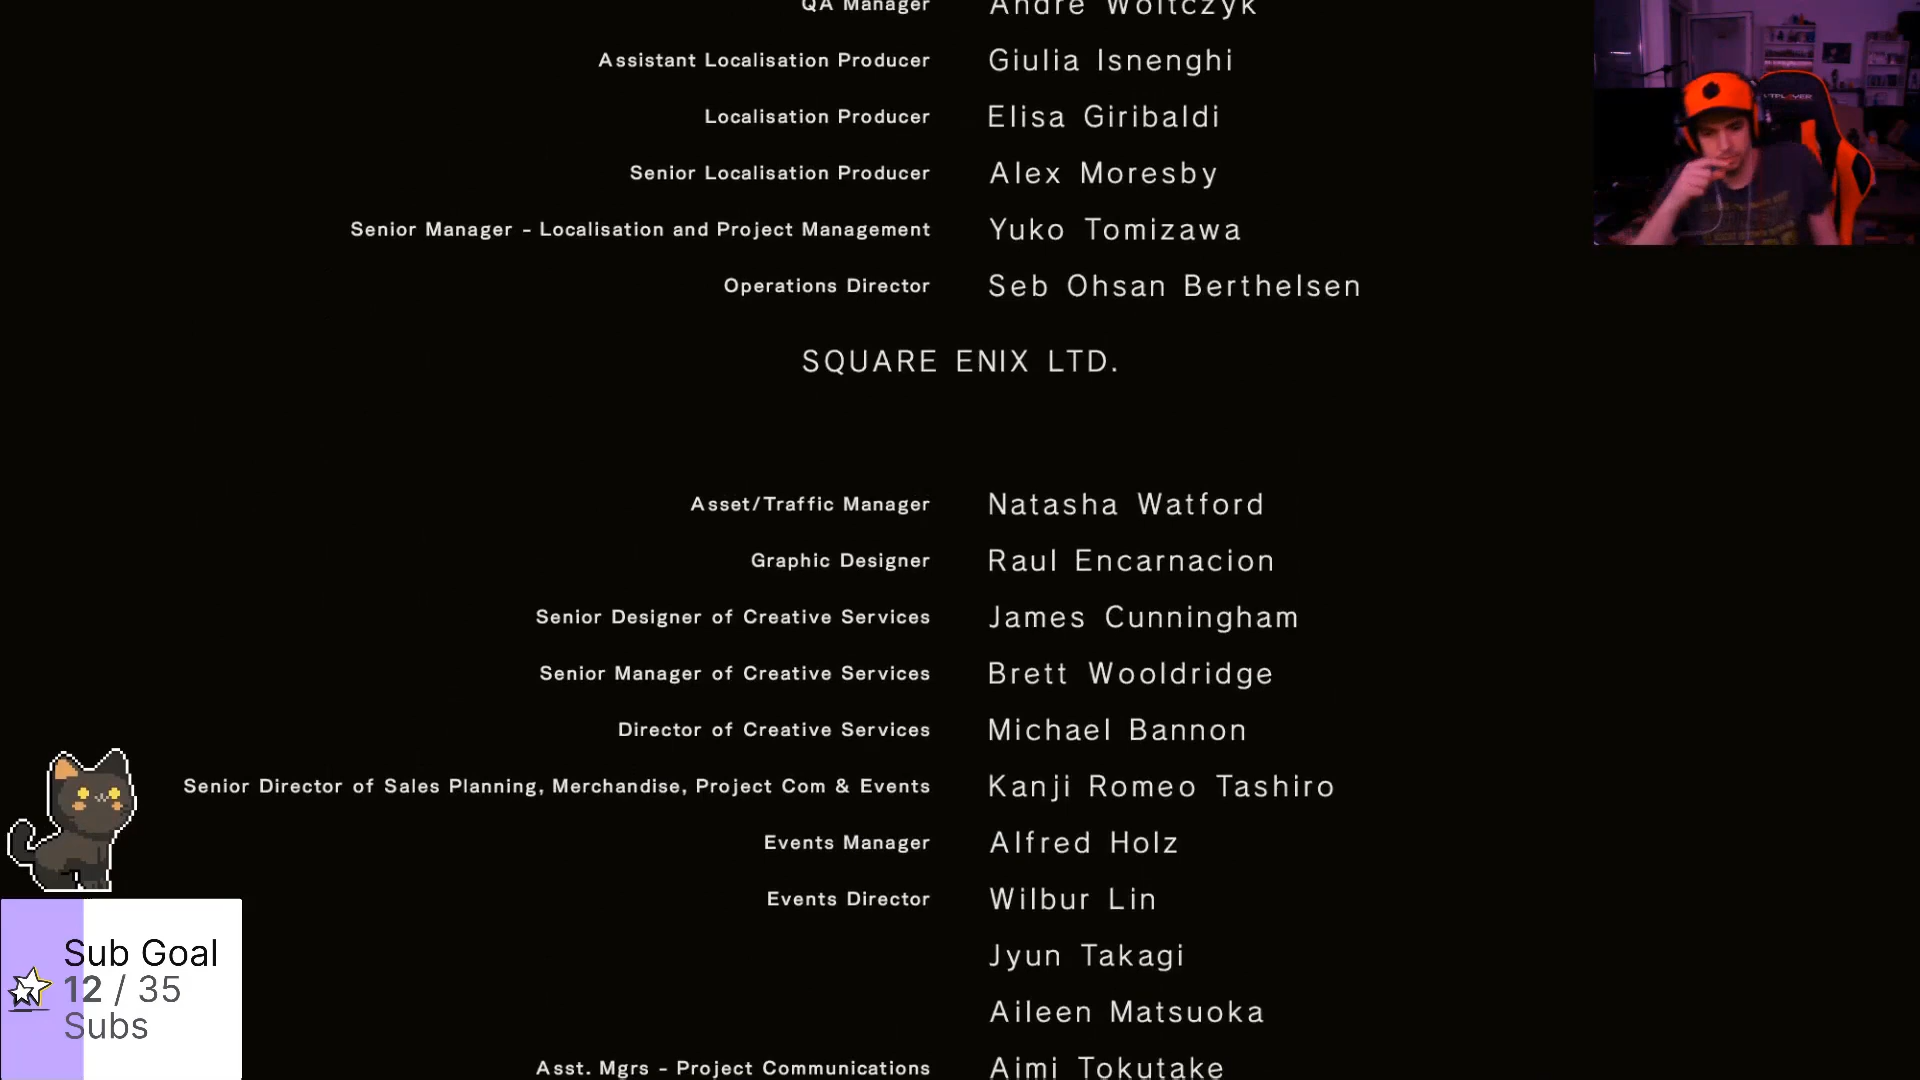 QA Manager Andre Woltczyk
Assistant Localisation Producer Giulia Isnenghi
Localisation Producer Elisa Giribaldi
Senior Localisation Producer Alex Moresby
Senior Manager - Localisation and Project Management Yuko Tomizawa
Operations Director Seb Ohsan Berthelsen
SQUARE ENIX LTD.
Asset/Traffic Manager Natasha Watford
Graphic Designer Raul Encarnacion
Senior Designer of Creative Services James Cunningham
Senior Manager of Creative Services Brett Wooldridge
Director of Creative Services Michael Bannon
Senior Director of Sales Planning, Merchandise, Project Com & Events Kanji Romeo Tashiro
Events Manager Alfred Holz
Events Director Wilbur Lin
Jyun Takagi
Aileen Matsuoka
Asst. Mgrs - Project Communications Aimi Tokutake
Sub Goal
12 / 35
Subs